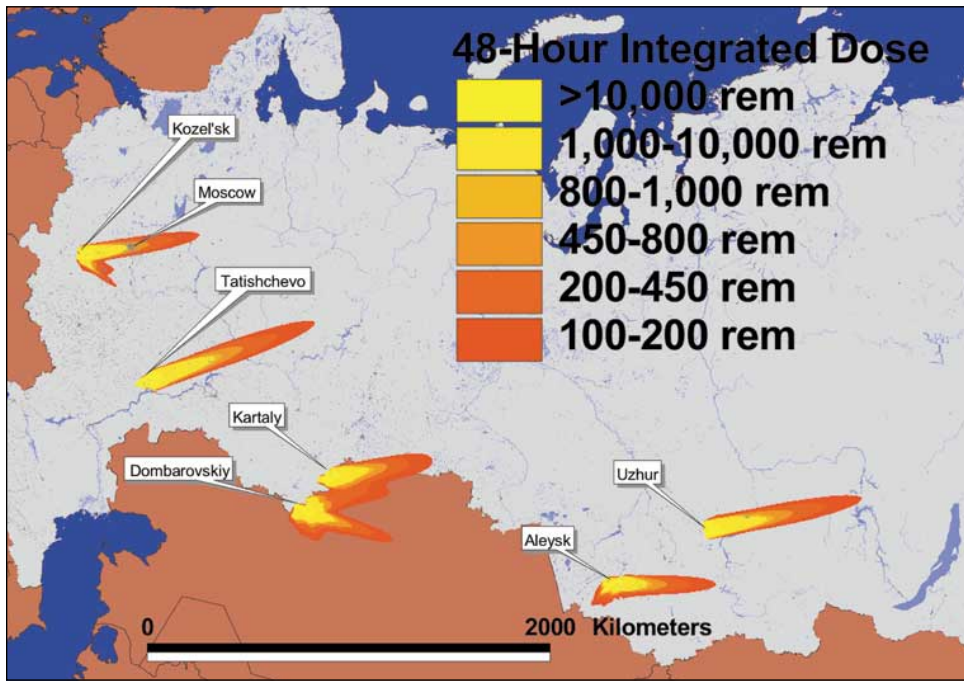 48-Hour Integrated Dose
>10,000 rem
1,000-10,000 rem
800-1,000 rem
450-800 rem
200-450 rem
100-200 rem
Kozel'sk
Moscow
Tatishchevo
Kartaly
Dombarovskiy
Uzhur
Aleysk
0 2000 Kilometers